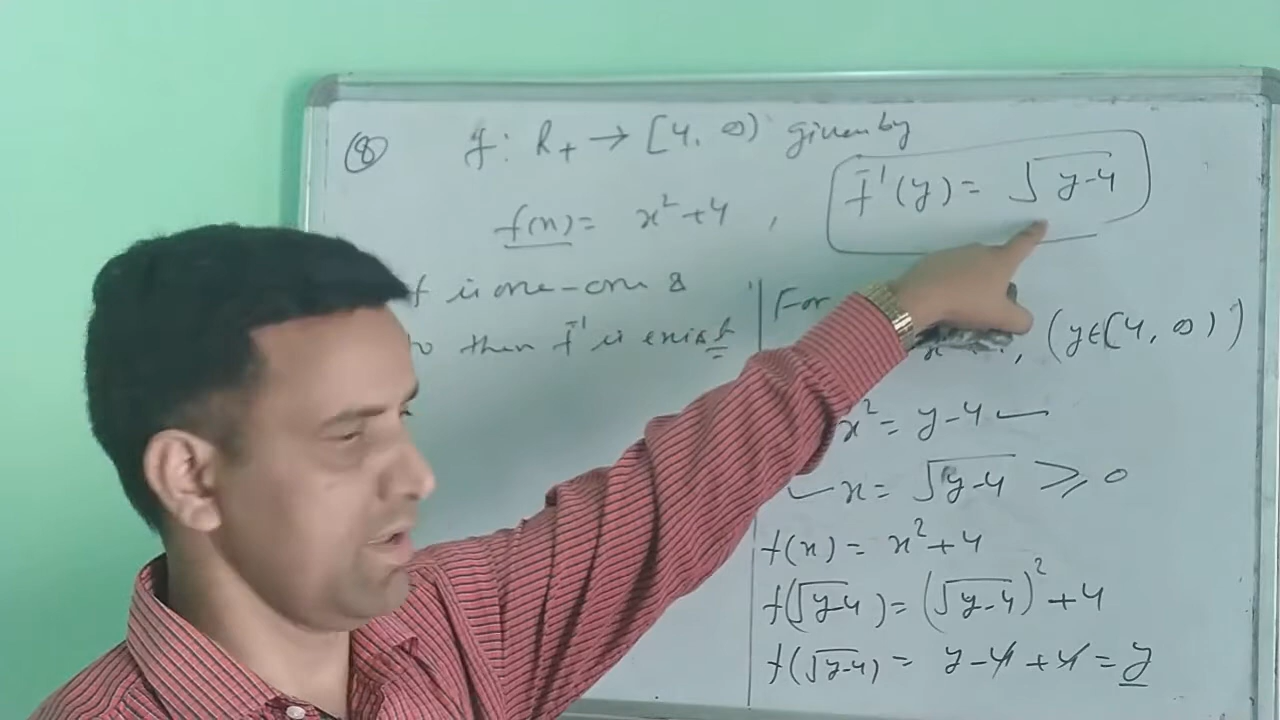 ⑧ f: R₊ → [4, ∞) given by
f(x) = x² + 4, f⁻¹(y) = √(y-4)
f is one-one &
then f⁻¹ is exist
For
, (y∈[4, ∞))
x² = y-4
x = √(y-4) ≥ 0
f(x) = x² + 4
f(√(y-4)) = (√(y-4))² + 4
f(√(y-4)) = y-4+4 = y